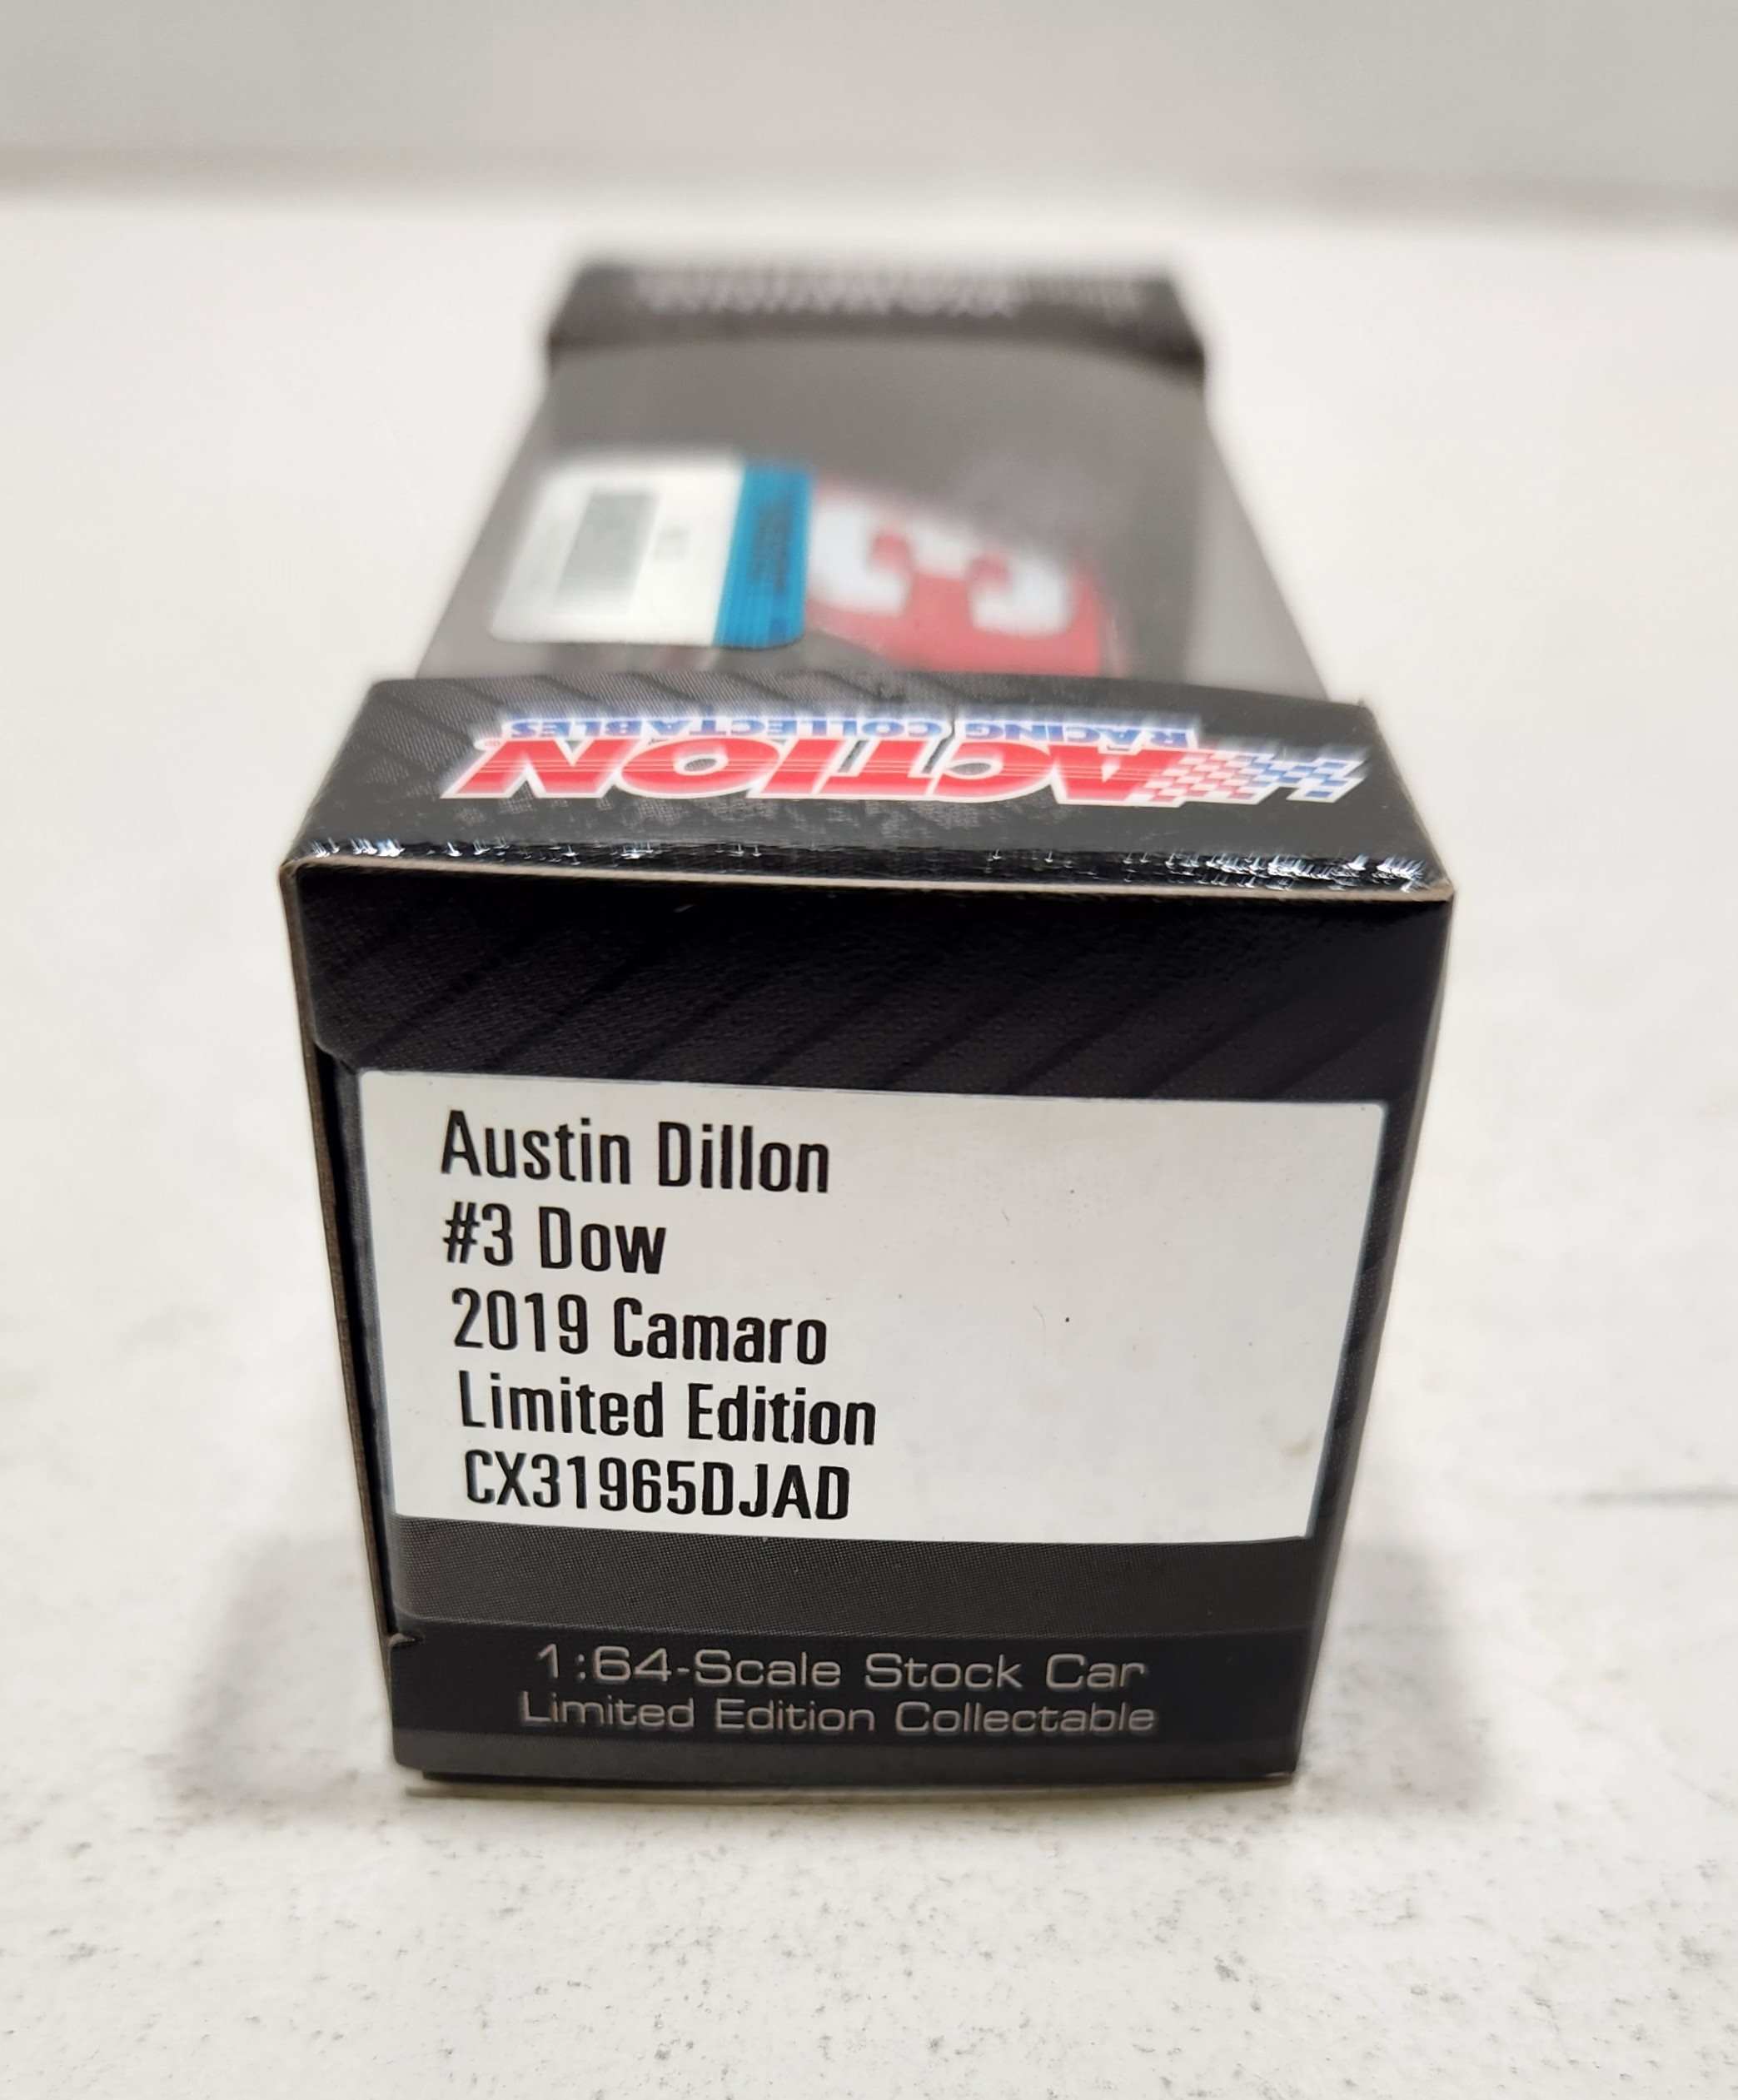 ACTION
RACING COLLECTABLES
Austin Dillon
#3 Dow
2019 Camaro
Limited Edition
CX31965DJAD
1:64-Scale Stock Car
Limited Edition Collectable
3